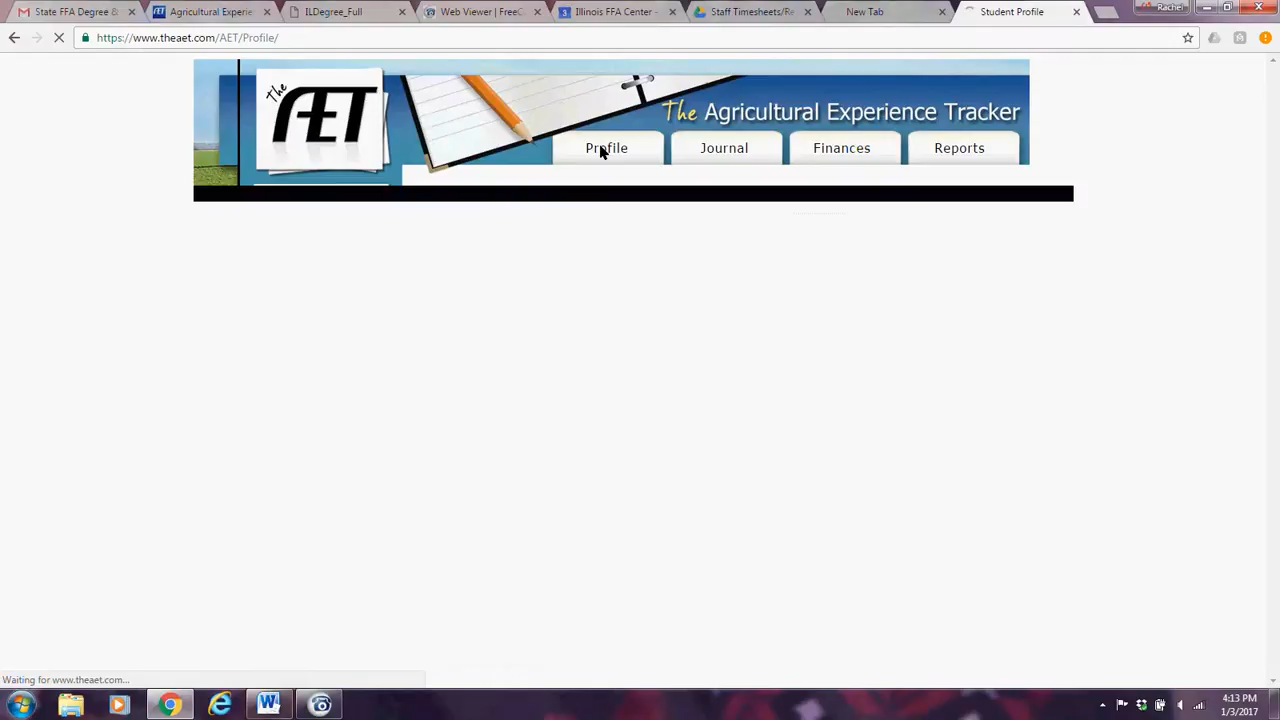 State FFA Degree &
Agricultural Experie
ILDegree_Full
Web Viewer | FreeC
Illinois FFA Center -
Staff Timesheets/Re
New Tab
Student Profile
Rachel
https://www.theaet.com/AET/Profile/
The AET
The Agricultural Experience Tracker
Profile
Journal
Finances
Reports
Waiting for www.theaet.com...
4:13 PM
1/3/2017